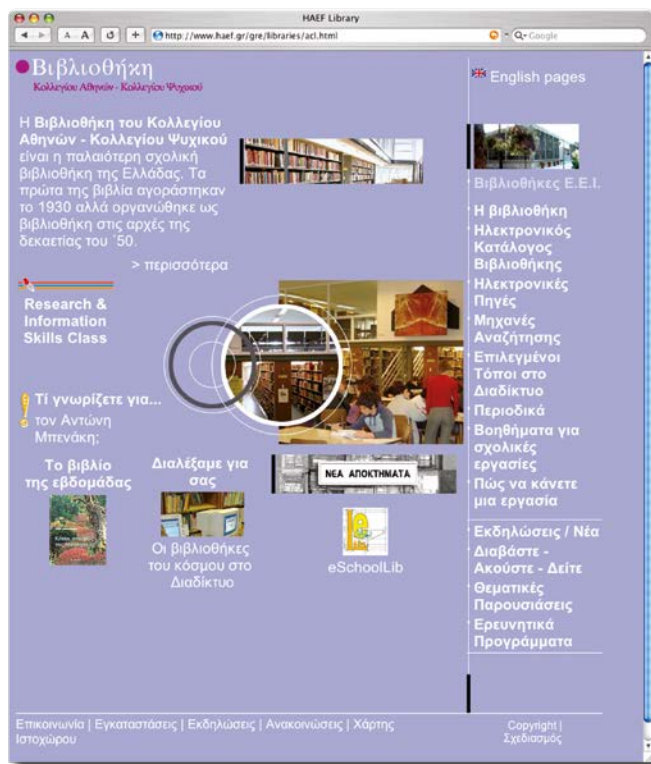 HAEF Library
A A
http://www.haef.gr/gre/libraries/acl.html
Google
Βιβλιοθήκη
Κολλεγίου Αθηνών - Κολλεγίου Ψυχικού
Η Βιβλιοθήκη του Κολλεγίου
Αθηνών - Κολλεγίου Ψυχικού
είναι η παλαιότερη σχολική
βιβλιοθήκη της Ελλάδας. Τα
πρώτα της βιβλία αγοράστηκαν
το 1930 αλλά οργανώθηκε ως
βιβλιοθήκη στις αρχές της
δεκαετίας του ΄50.
> περισσότερα
Research &
Information
Skills Class
Τί γνωρίζετε για...
τον Αντώνη
Μπενάκη;
Το βιβλίο
της εβδομάδας
Διαλέξαμε για
σας
Οι βιβλιοθήκες
του κόσμου στο
Διαδίκτυο
ΝΕΑ ΑΠΟΚΤΗΜΑΤΑ
eSchoolLib
English pages
Βιβλιοθήκες Ε.Ε.Ι.
Η βιβλιοθήκη
Ηλεκτρονικός
Κατάλογος
Βιβλιοθήκης
Ηλεκτρονικές
Πηγές
Μηχανές
Αναζήτησης
Επιλεγμένοι
Τόποι στο
Διαδίκτυο
Περιοδικά
Βοηθήματα για
σχολικές
εργασίες
Πώς να κάνετε
μια εργασία
Εκδηλώσεις / Νέα
Διαβάστε -
Ακούστε - Δείτε
Θεματικές
Παρουσιάσεις
Ερευνητικά
Προγράμματα
Επικοινωνία | Εγκαταστάσεις | Εκδηλώσεις | Ανακοινώσεις | Χάρτης
Ιστοχώρου
Copyright |
Σχεδιασμός